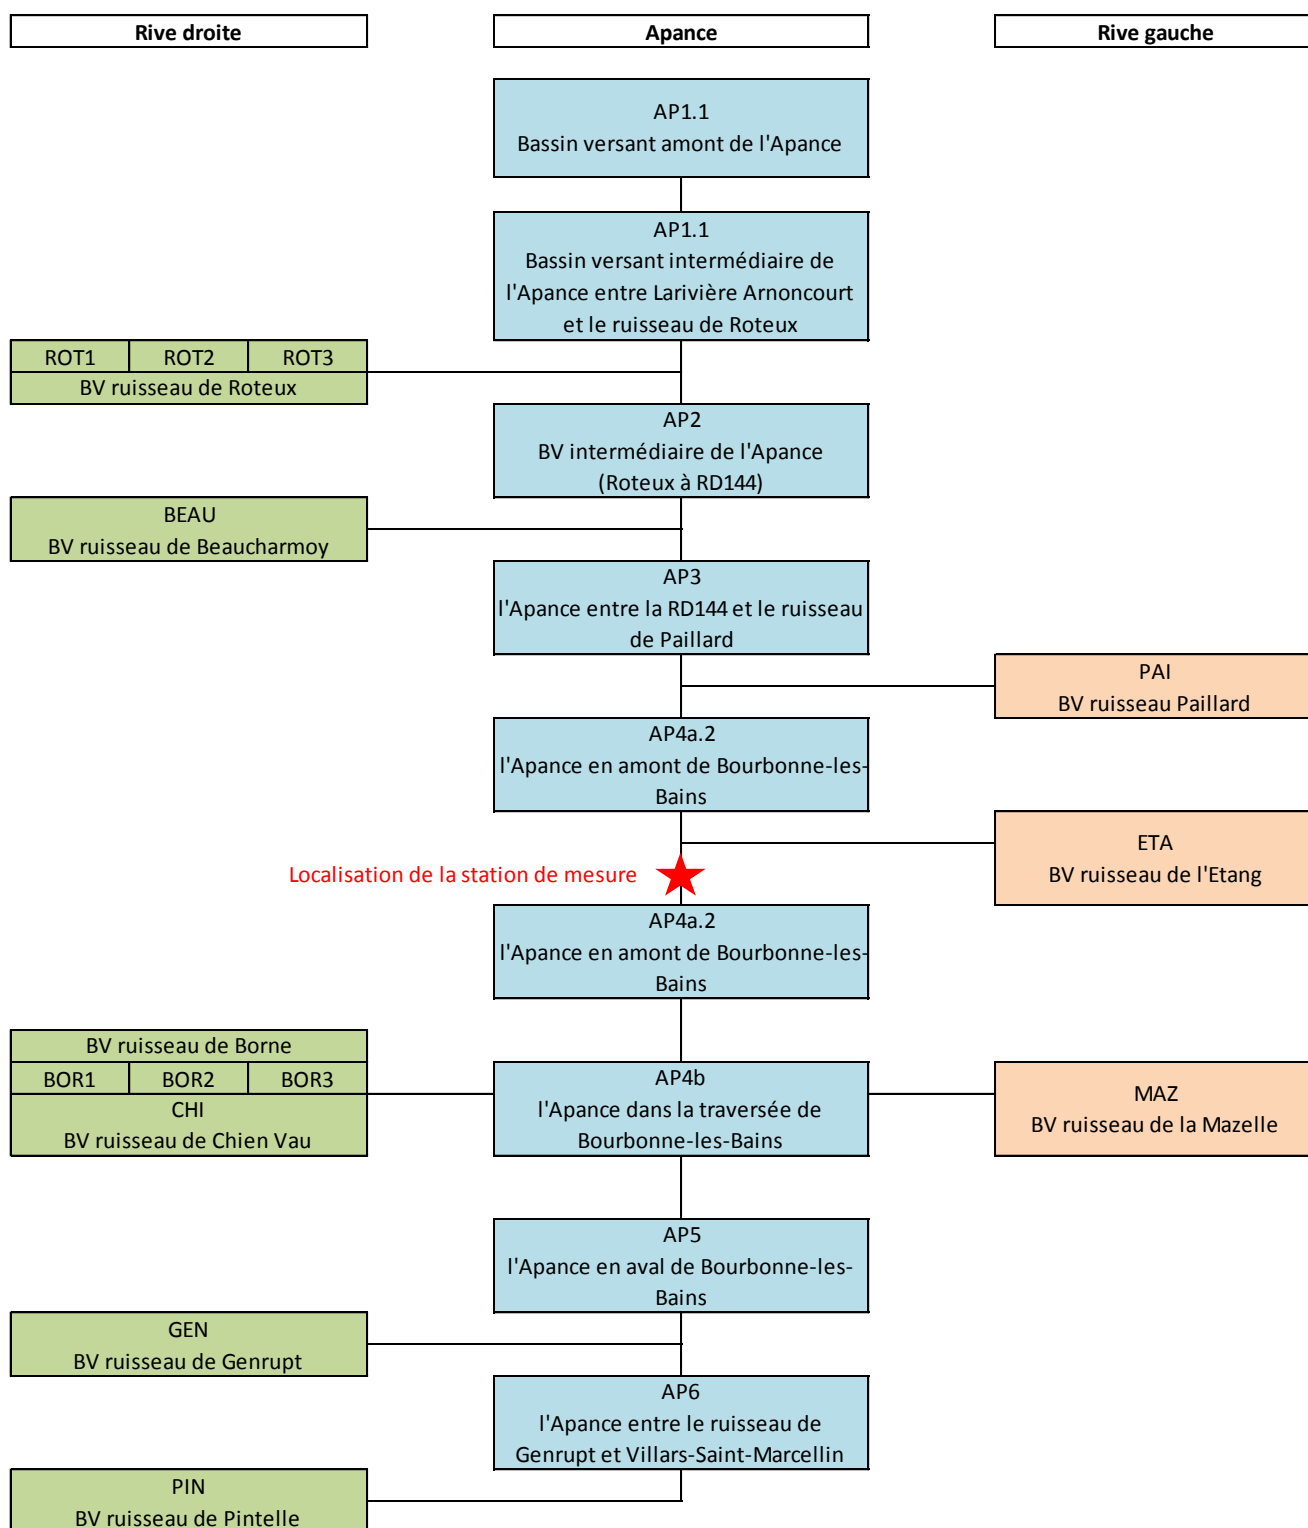 Rive droite
Apance
Rive gauche
AP1.1
Bassin versant amont de l'Apance
AP1.1
Bassin versant intermédiaire de
l'Apance entre Larivière Arnoncourt
et le ruisseau de Roteux
ROT1 ROT2 ROT3
BV ruisseau de Roteux
AP2
BV intermédiaire de l'Apance
(Roteux à RD144)
BEAU
BV ruisseau de Beaucharmoy
AP3
l'Apance entre la RD144 et le ruisseau
de Paillard
PAI
BV ruisseau Paillard
AP4a.2
l'Apance en amont de Bourbonne-les-
Bains
ETA
BV ruisseau de l'Etang
Localisation de la station de mesure
AP4a.2
l'Apance en amont de Bourbonne-les-
Bains
BV ruisseau de Borne
BOR1 BOR2 BOR3
CHI
BV ruisseau de Chien Vau
AP4b
l'Apance dans la traversée de
Bourbonne-les-Bains
MAZ
BV ruisseau de la Mazelle
AP5
l'Apance en aval de Bourbonne-les-
Bains
GEN
BV ruisseau de Genrupt
AP6
l'Apance entre le ruisseau de
Genrupt et Villars-Saint-Marcellin
PIN
BV ruisseau de Pintelle